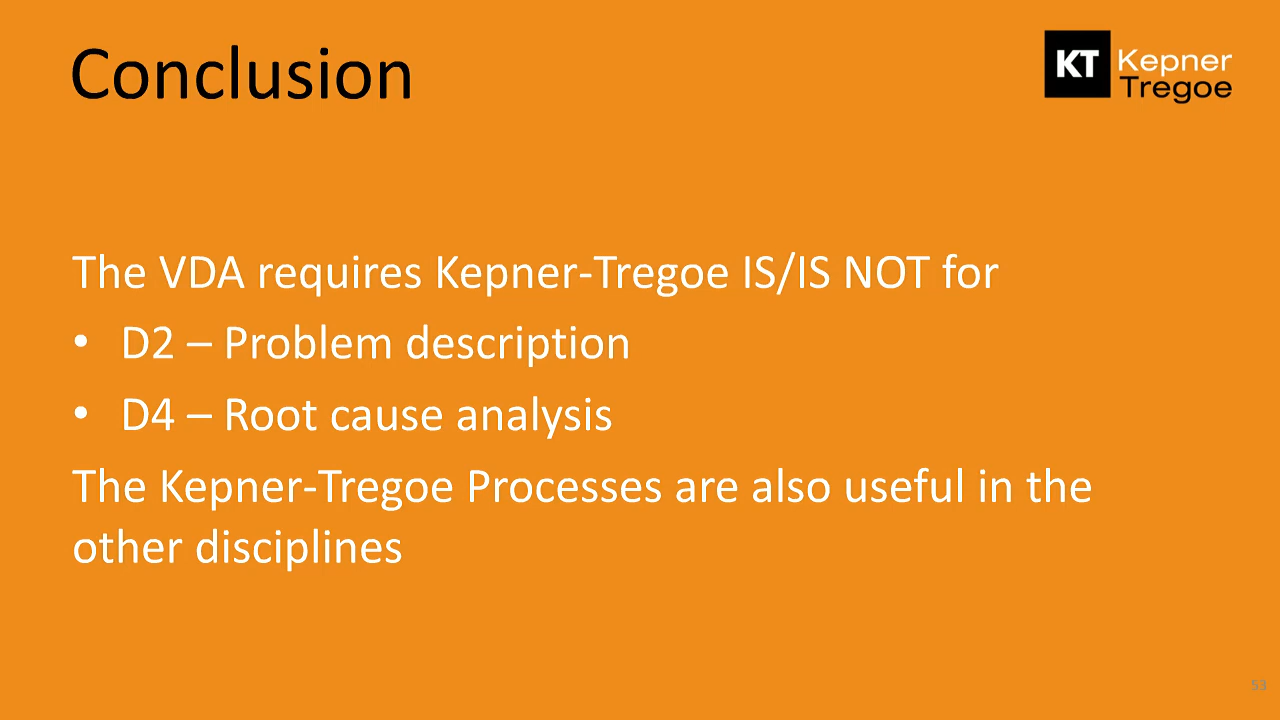 Conclusion
KT Kepner
Tregoe
The VDA requires Kepner-Tregoe IS/IS NOT for
• D2 – Problem description
• D4 – Root cause analysis
The Kepner-Tregoe Processes are also useful in the
other disciplines
53